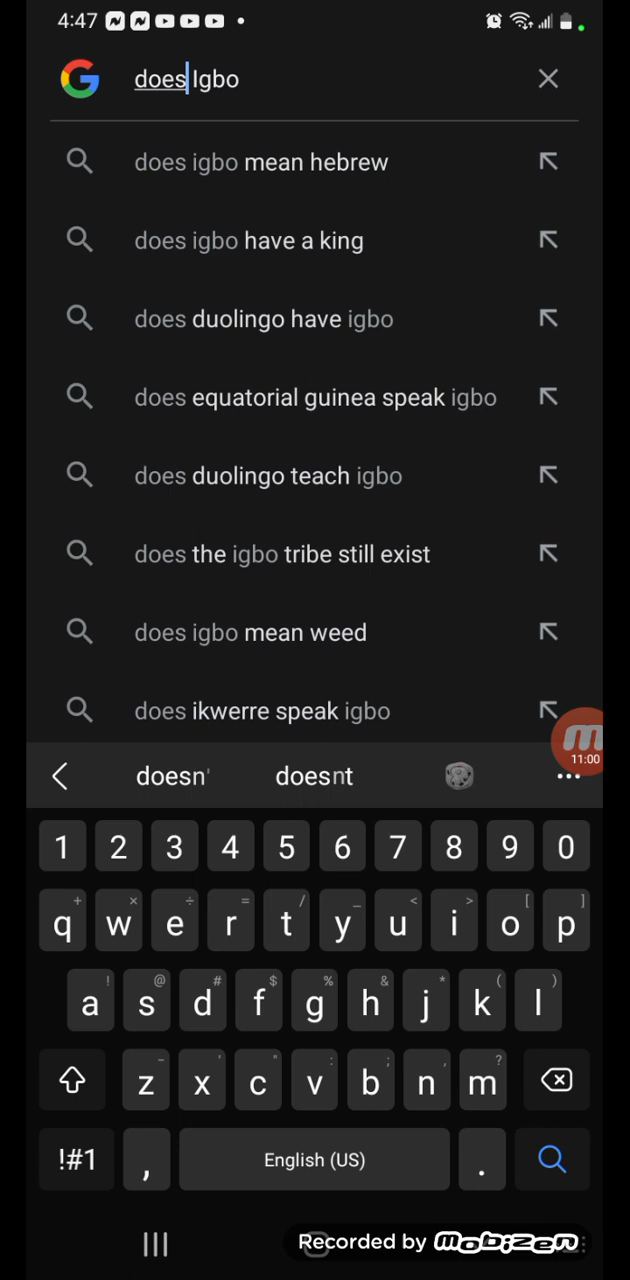 4:47
does Igbo
does igbo mean hebrew
does igbo have a king
does duolingo have igbo
does equatorial guinea speak igbo
does duolingo teach igbo
does the igbo tribe still exist
does igbo mean weed
does ikwerre speak igbo
11:00
doesn' doesnt
1 2 3 4 5 6 7 8 9 0
+ × ÷ = / _ < > [ ]
q w e r t y u i o p
! @ # $ % & * ( )
a s d f g h j k l
- ' " : ; , ?
z x c v b n m
!#1 , English (US) .
Recorded by mobizen